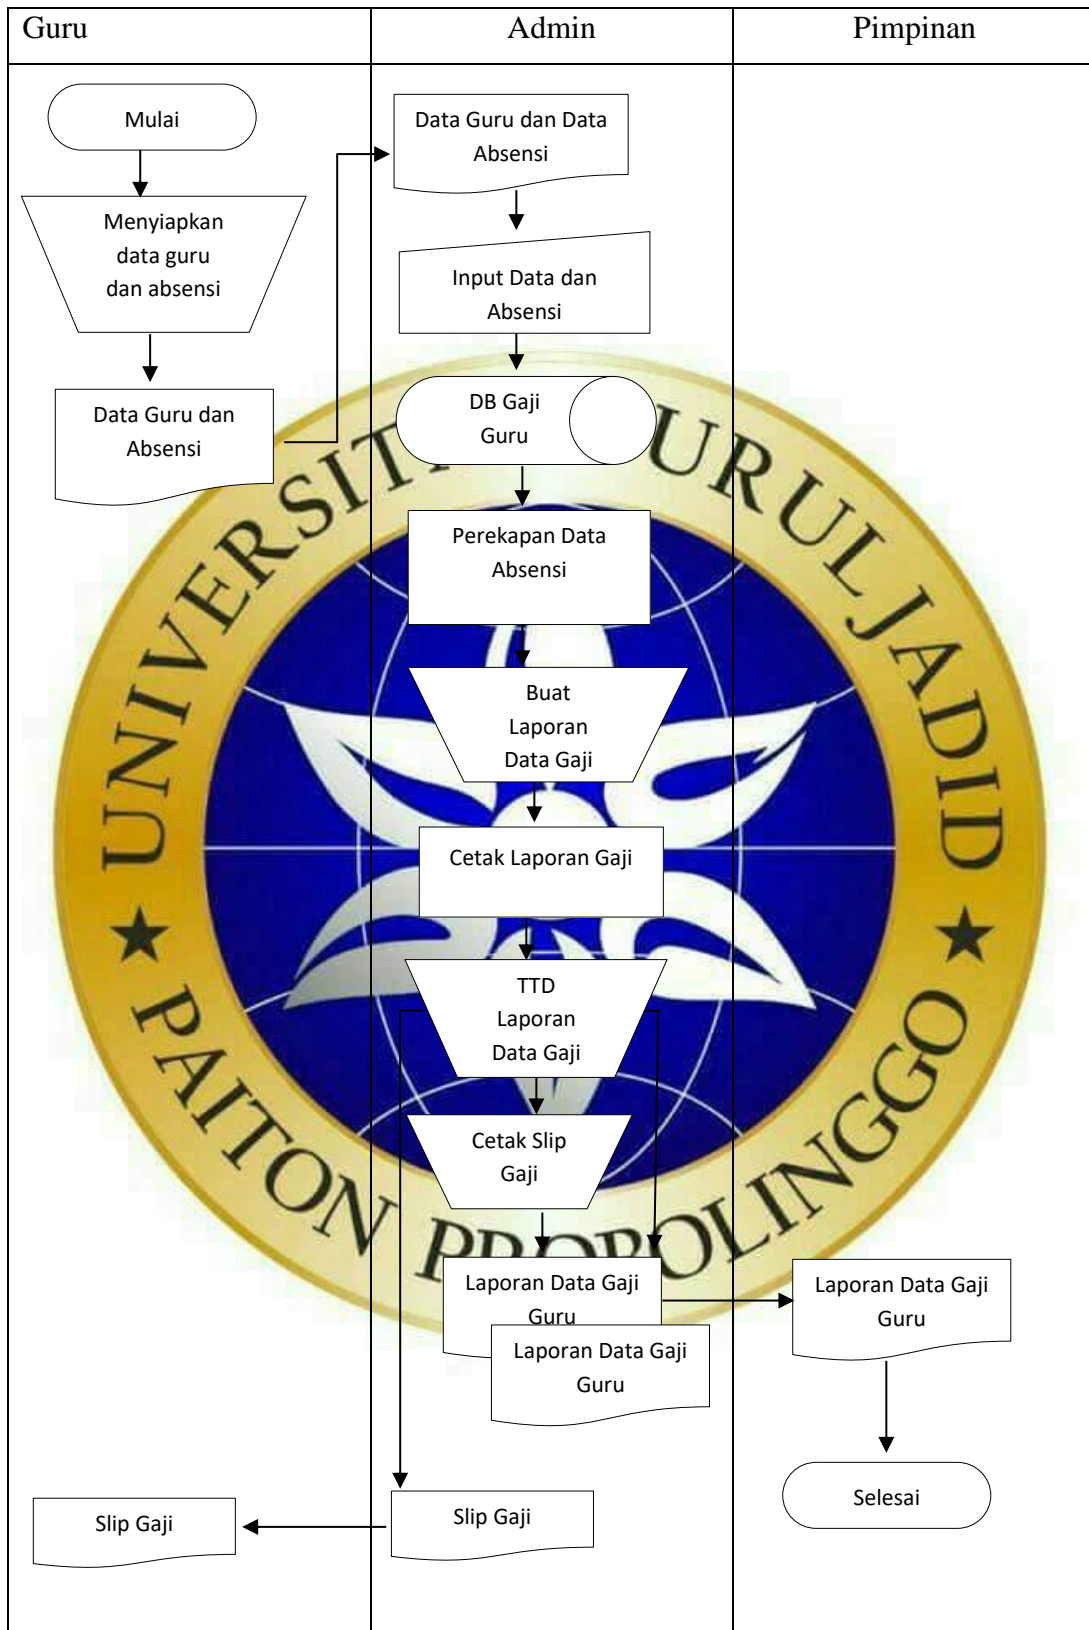 Guru
Admin
Pimpinan
Mulai
Menyiapkan
data guru
dan absensi
Data Guru dan
Absensi
Data Guru dan Data
Absensi
Input Data dan
Absensi
DB Gaji
Guru
Perekapan Data
Absensi
Buat
Laporan
Data Gaji
Cetak Laporan Gaji
TTD
Laporan
Data Gaji
Cetak Slip
Gaji
Laporan Data Gaji
Guru
Laporan Data Gaji
Guru
Laporan Data Gaji
Guru
Selesai
Slip Gaji
Slip Gaji
UNIVERSIT URUL JADID
PAITON PROPOLINGGO